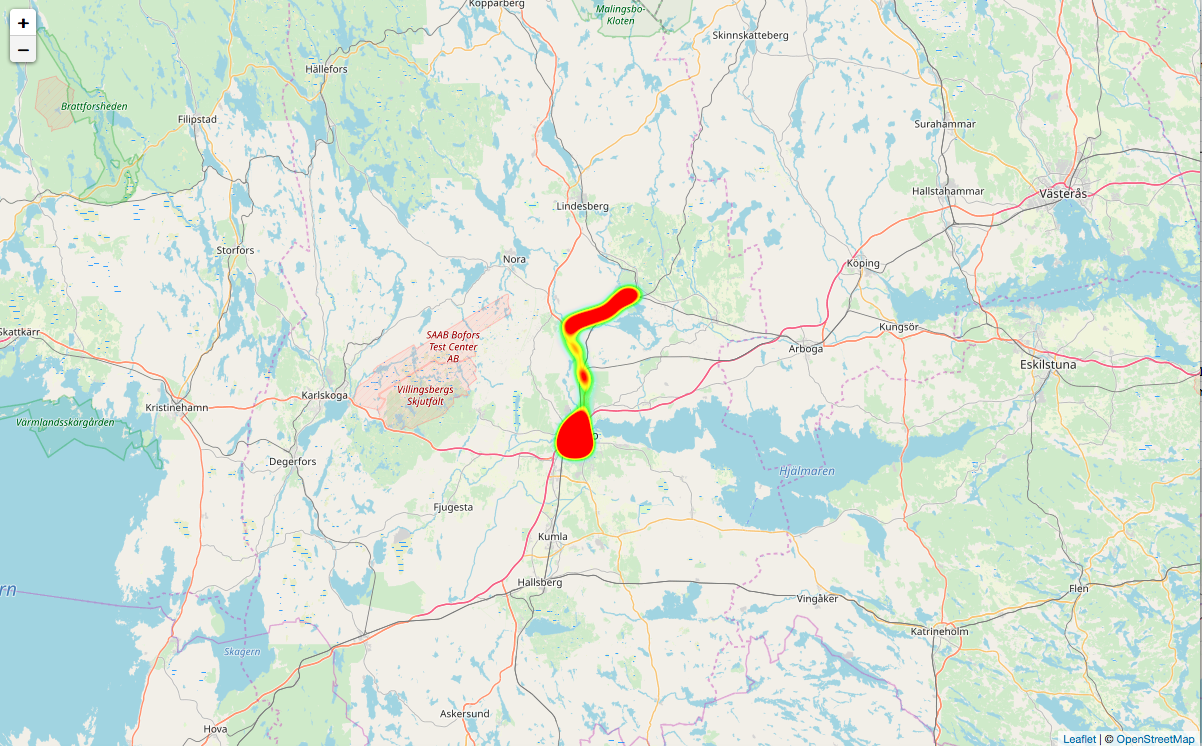 +
Kopparberg
Malingsbo-
Kloten
−
Skinnskatteberg
Hällefors
Brattforsheden
Filipstad
Surahammar
Hallstahammar
Västerås
Lindesberg
Storfors
Nora
Köping
Skattkärr
SAAB Bofors
Test Center
AB
Kungsör
Arboga
Eskilstuna
Villingsbergs
Skjutfält
Karlskoga
Kristinehamn
Varmlandsskärgården
o
Degerfors
Hjälmaren
Fjugesta
Kumla
Hallsberg
rn
Flen
Vingåker
Katrineholm
Skagern
Askersund
Hova
Leaflet | © OpenStreetMap